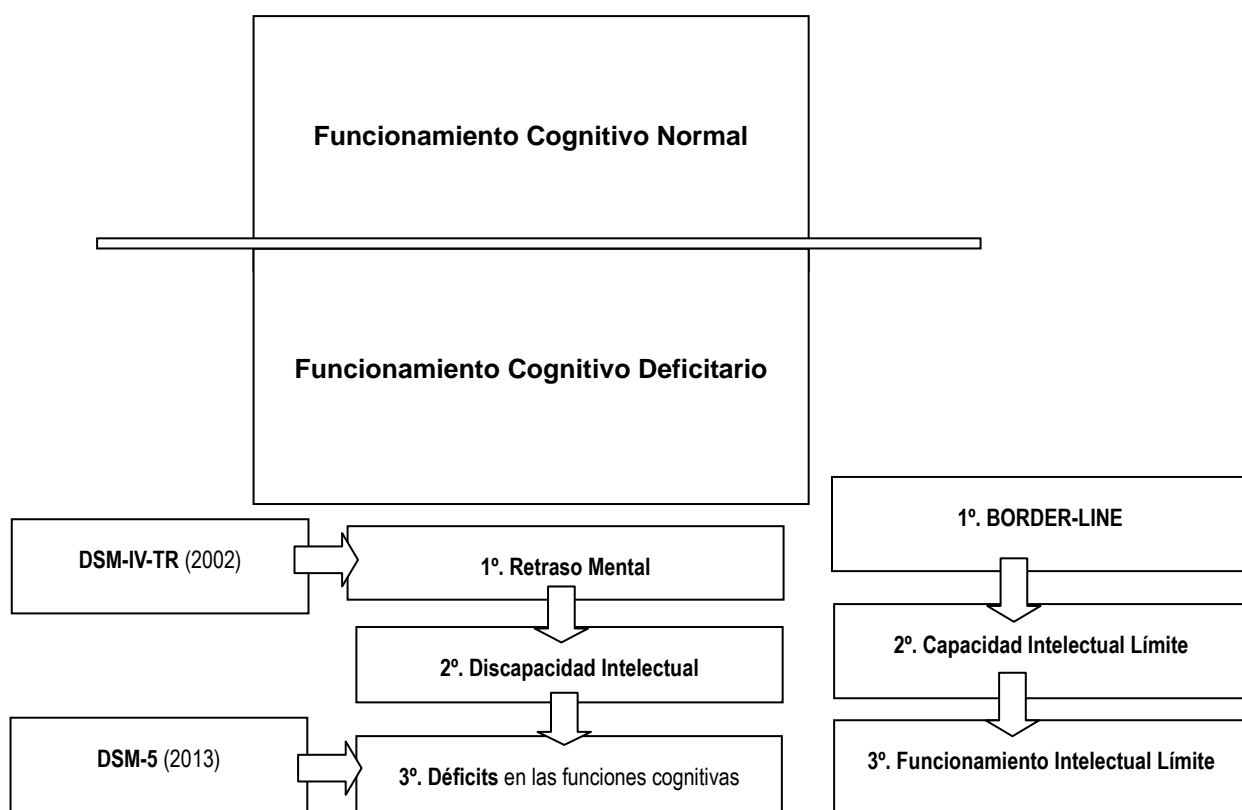 Funcionamiento Cognitivo Normal
Funcionamiento Cognitivo Deficitario
1º. BORDER-LINE
DSM-IV-TR (2002)
1º. Retraso Mental
2º. Discapacidad Intelectual
2º. Capacidad Intelectual Límite
DSM-5 (2013)
3º. Déficits en las funciones cognitivas
3º. Funcionamiento Intelectual Límite